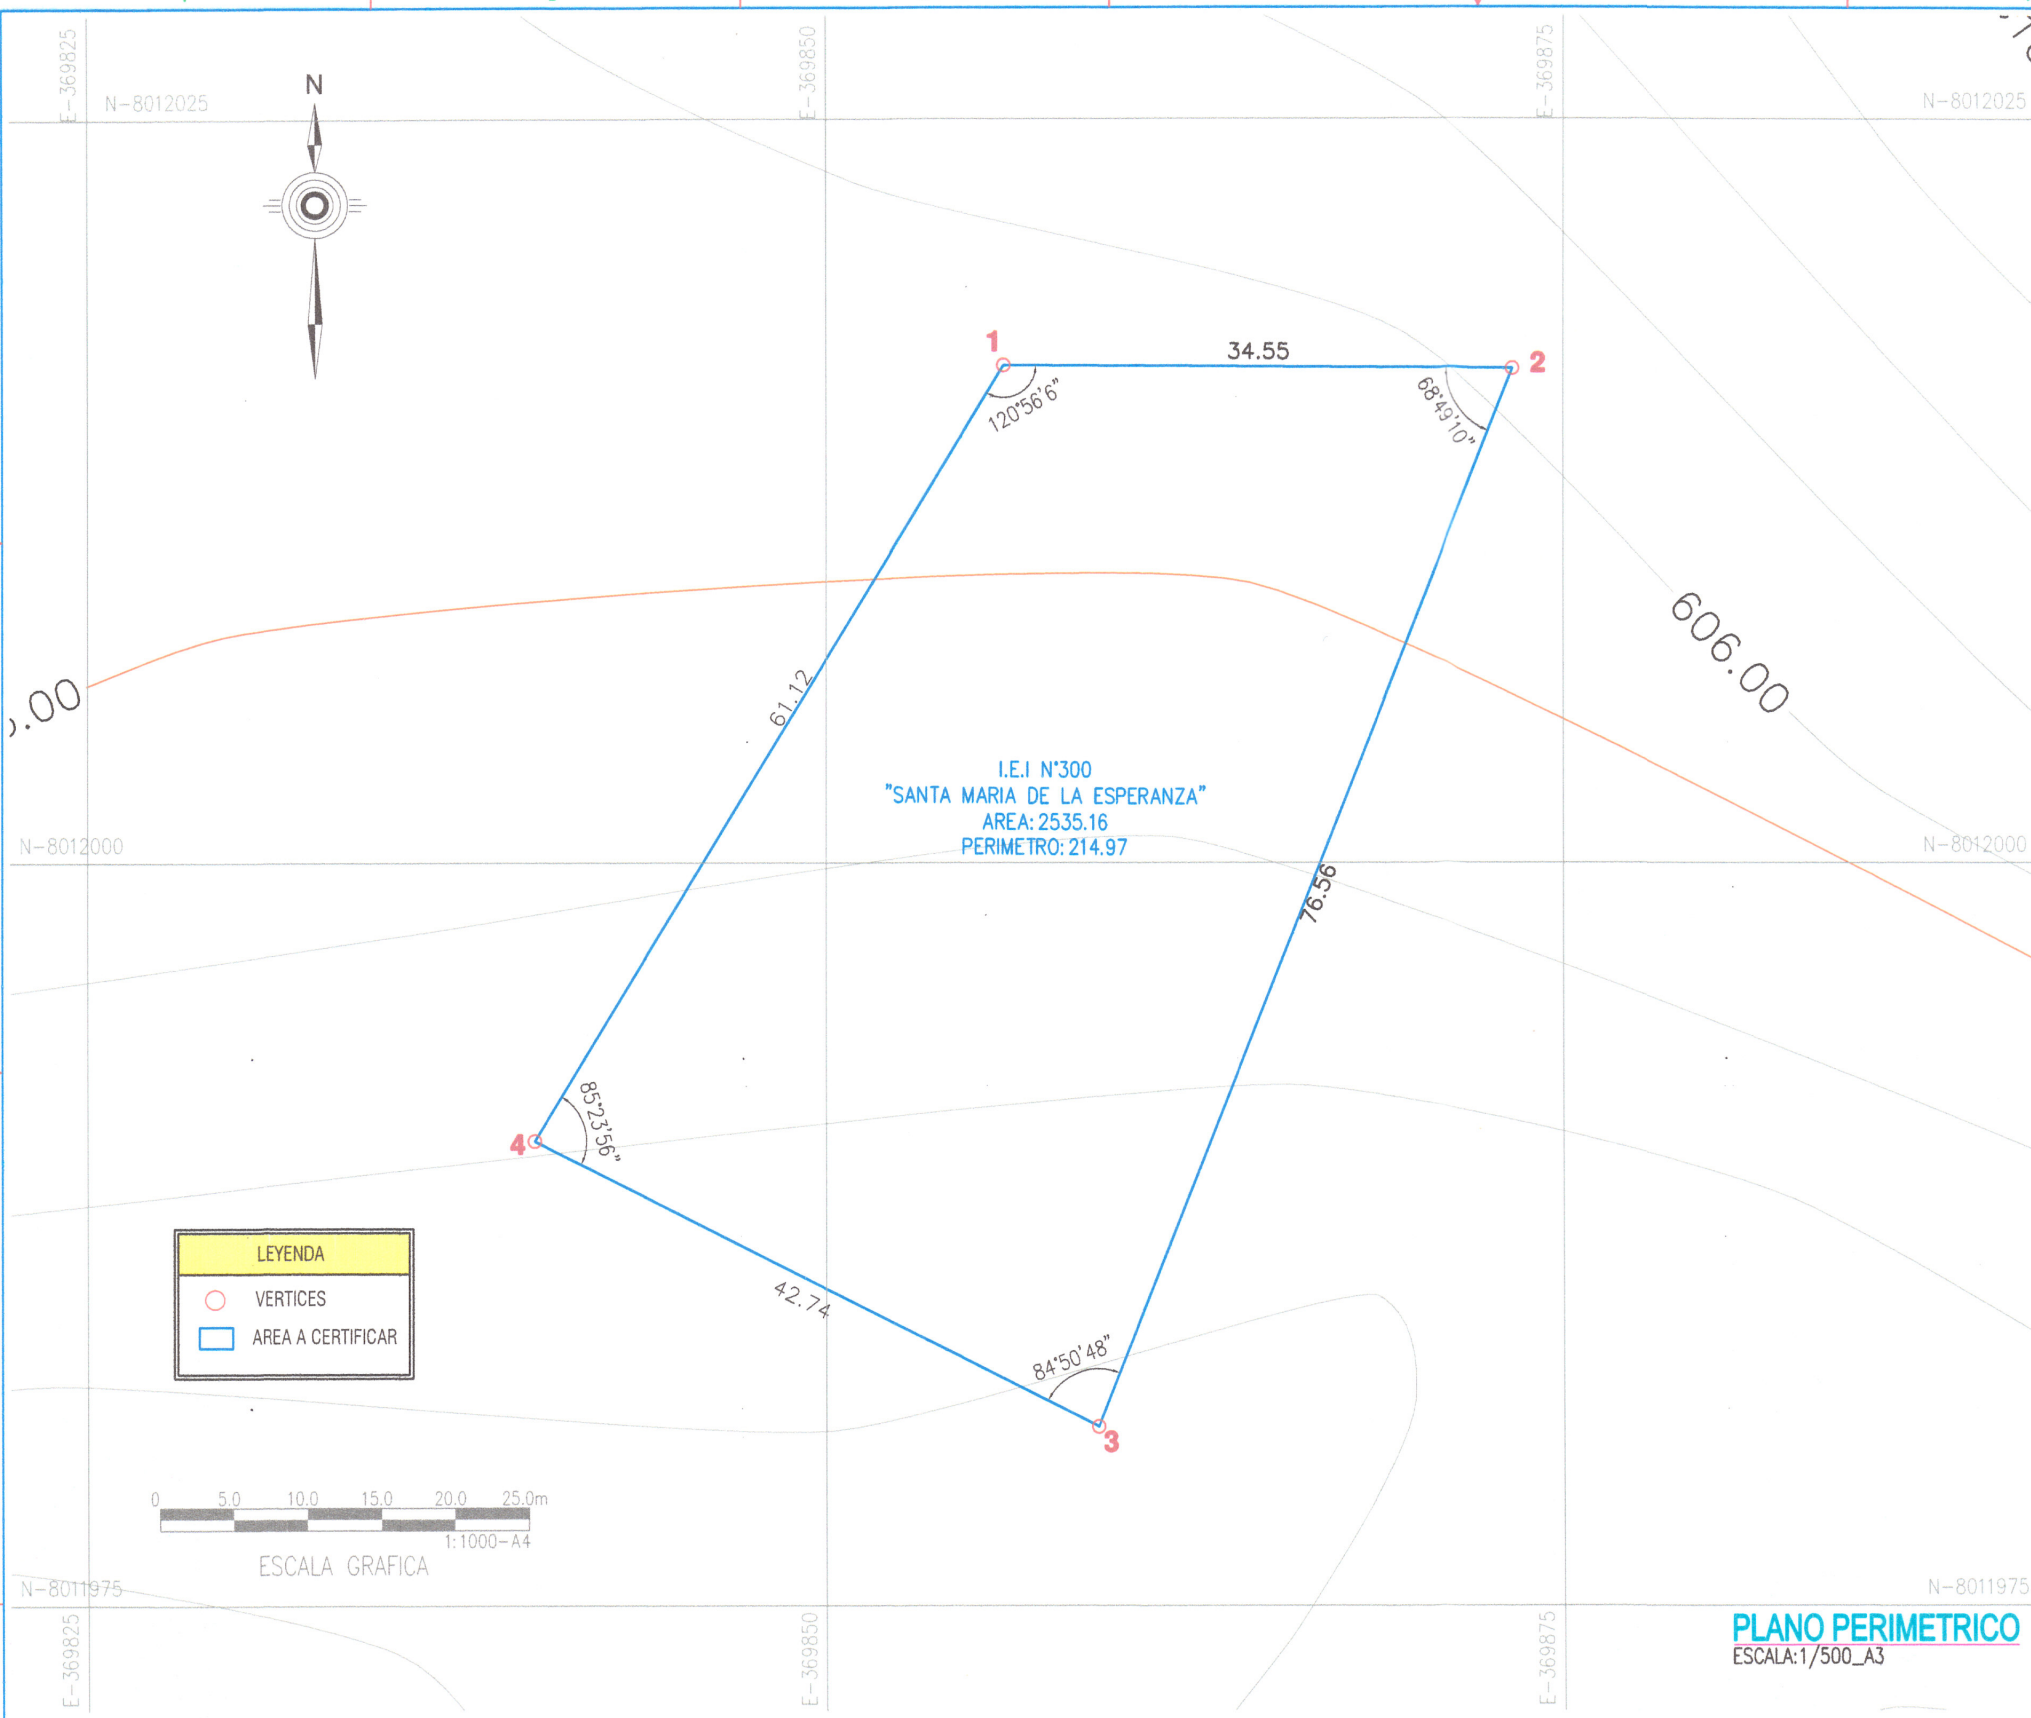 E-369825
E-369850
E-369875
N-8012025
N-8012025
N
1
34.55
2
120°56'6"
68°49'10"
606.00
.00
61.12
I.E.I N°300
"SANTA MARIA DE LA ESPERANZA"
AREA: 2535.16
PERIMETRO: 214.97
N-8012000
N-8012000
76.56
85°23'56"
4
LEYENDA
VERTICES
AREA A CERTIFICAR
42.74
84°50'48"
3
0 5.0 10.0 15.0 20.0 25.0m
1:1000-A4
ESCALA GRAFICA
N-8011975
N-8011975
E-369825
E-369850
E-369875
PLANO PERIMETRICO
ESCALA:1/500_A3